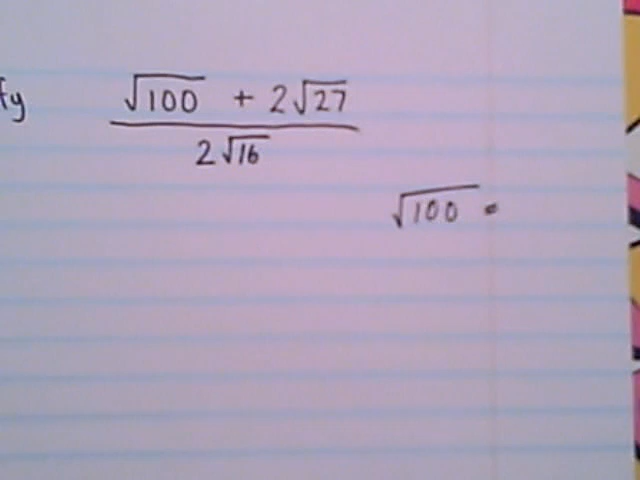 fy √100 + 2√27
2√16
√100 =